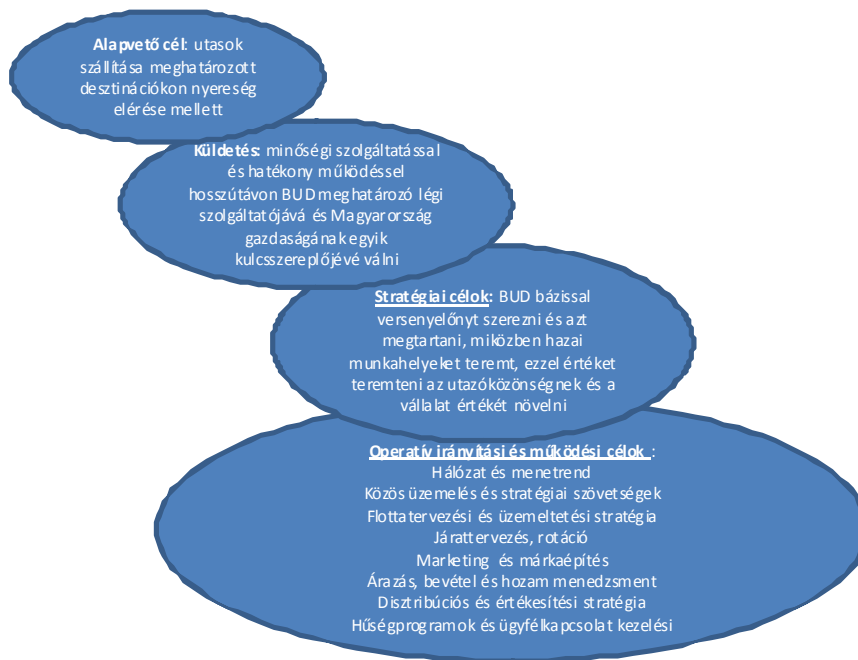 Alapvető cél: utasok
szállítása meghatározott
desztinációkon nyereség
elérése mellett
Küldetés: minőségi szolgáltatással
és hatékony működéssel
hosszútávon BUD meghatározó légi
szolgáltatójává és Magyarország
gazdaságának egyik
kulcsszereplőjévé válni
Stratégiai célok: BUD bázissal
versenyelőnyt szerezni és azt
megtartani, miközben hazai
munkahelyeket teremt, ezzel értéket
teremteni az utazóközönségnek és a
vállalat értékét növelni
Operatív irányítási és működési célok :
Hálózat és menetrend
Közös üzemelés és stratégiai szövetségek
Flottatervezési és üzemeltetési stratégia
Járattervezés, rotáció
Marketing és márkaépítés
Árazás, bevétel és hozam menedzsment
Disztribúciós és értékesítési stratégia
Hűségprogramok és ügyfélkapcsolat kezelési